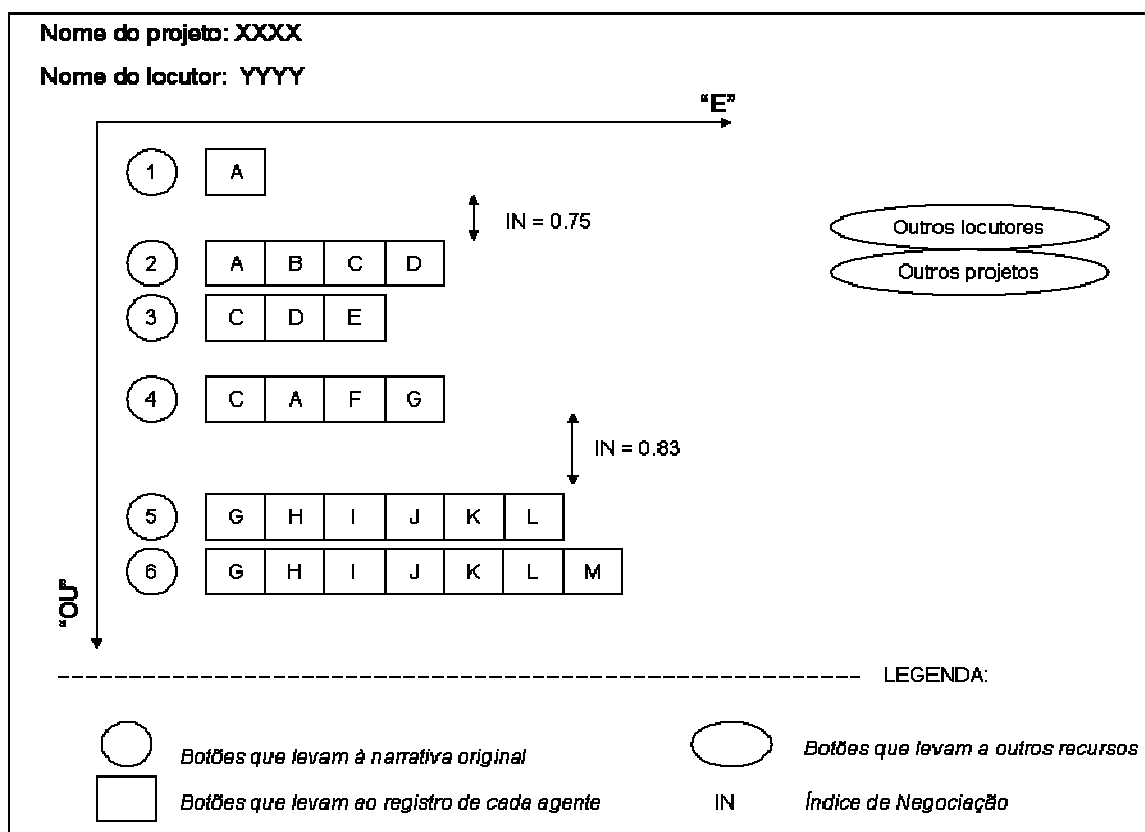 Nome do projeto: XXXX
Nome do locutor: YYYY
“E”
1 A
IN = 0.75
Outros locutores
2 A B C D
Outros projetos
3 C D E
4 C A F G
IN = 0.83
5 G H I J K L
6 G H I J K L M
“OU”
LEGENDA:
Botões que levam à narrativa original
Botões que levam a outros recursos
Botões que levam ao registro de cada agente
IN Índice de Negociação